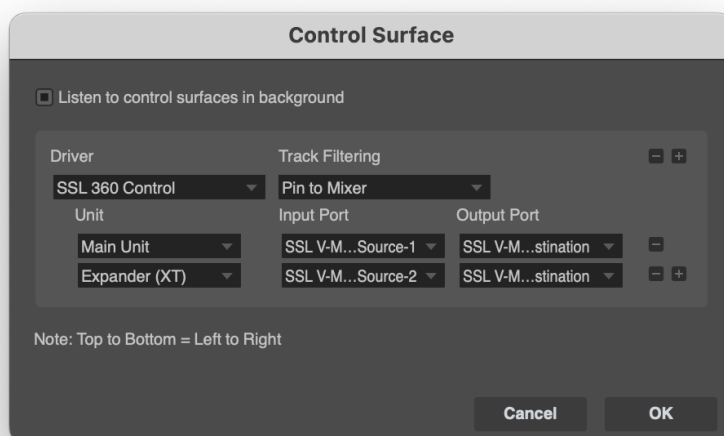 Control Surface
Listen to control surfaces in background
Driver Track Filtering
SSL 360 Control Pin to Mixer
Unit Input Port Output Port
Main Unit SSL V-M...Source-1 SSL V-M...stination
Expander (XT) SSL V-M...Source-2 SSL V-M...stination
Note: Top to Bottom = Left to Right
Cancel OK